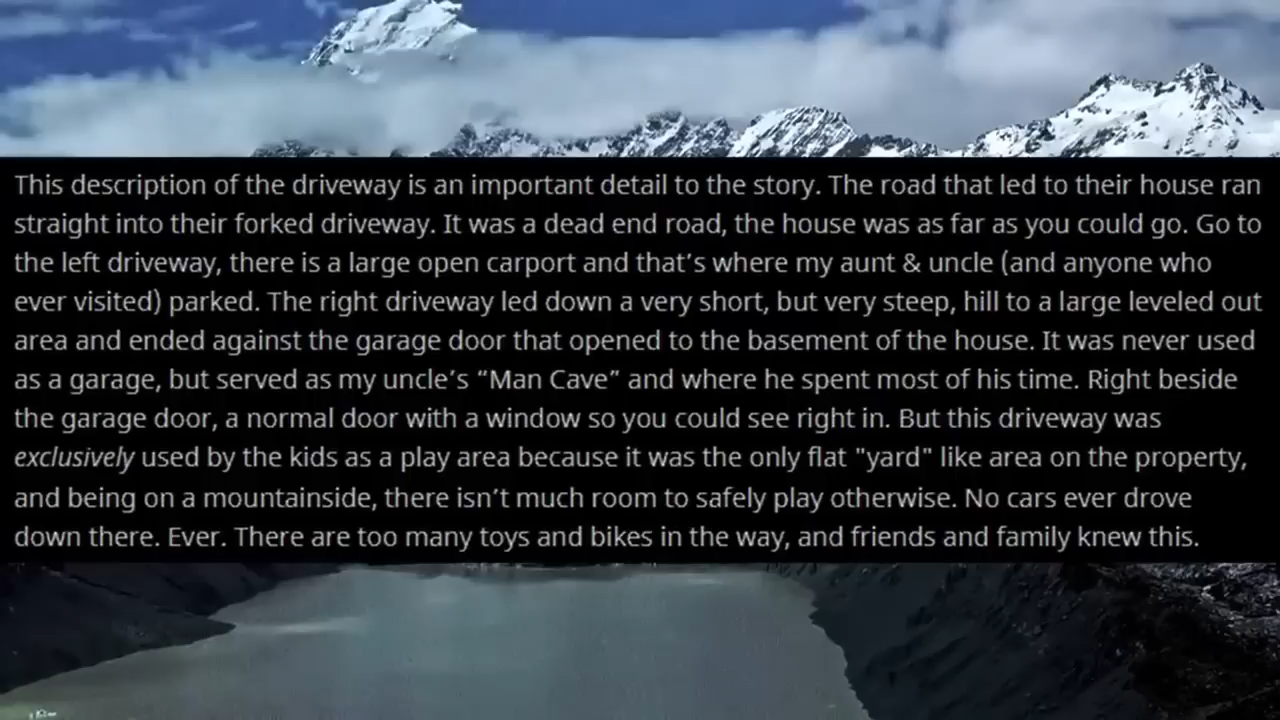 This description of the driveway is an important detail to the story. The road that led to their house ran
straight into their forked driveway. It was a dead end road, the house was as far as you could go. Go to
the left driveway, there is a large open carport and that’s where my aunt & uncle (and anyone who
ever visited) parked. The right driveway led down a very short, but very steep, hill to a large leveled out
area and ended against the garage door that opened to the basement of the house. It was never used
as a garage, but served as my uncle’s “Man Cave” and where he spent most of his time. Right beside
the garage door, a normal door with a window so you could see right in. But this driveway was
exclusively used by the kids as a play area because it was the only flat "yard" like area on the property,
and being on a mountainside, there isn’t much room to safely play otherwise. No cars ever drove
down there. Ever. There are too many toys and bikes in the way, and friends and family knew this.